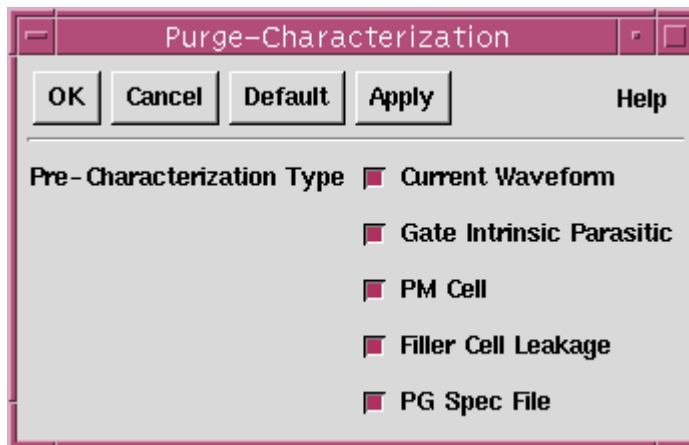 Purge-Characterization
OK Cancel Default Apply Help
Pre-Characterization Type Current Waveform
Gate Intrinsic Parasitic
PM Cell
Filler Cell Leakage
PG Spec File